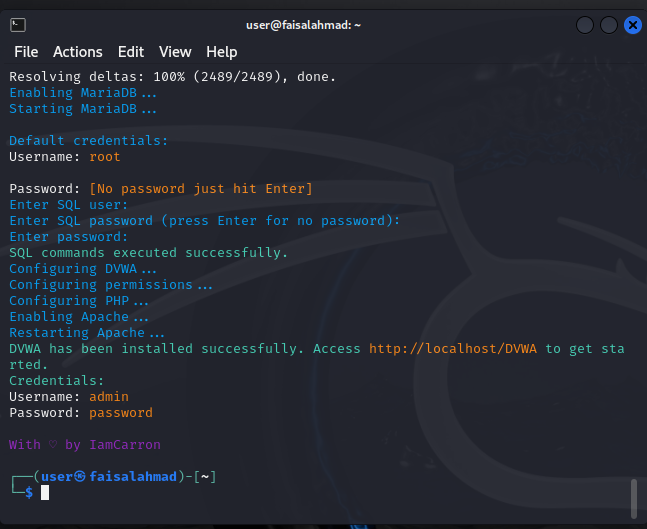 user@faisalahmad: ~
File Actions Edit View Help
Resolving deltas: 100% (2489/2489), done.
Enabling MariaDB...
Starting MariaDB...
Default credentials:
Username: root
Password: [No password just hit Enter]
Enter SQL user:
Enter SQL password (press Enter for no password):
Enter password:
SQL commands executed successfully.
Configuring DVWA...
Configuring permissions...
Configuring PHP...
Enabling Apache...
Restarting Apache...
DVWA has been installed successfully. Access http://localhost/DVWA to get sta
rted.
Credentials:
Username: admin
Password: password
With ♡ by IamCarron
┌──(user㉿faisalahmad)-[~]
└─$